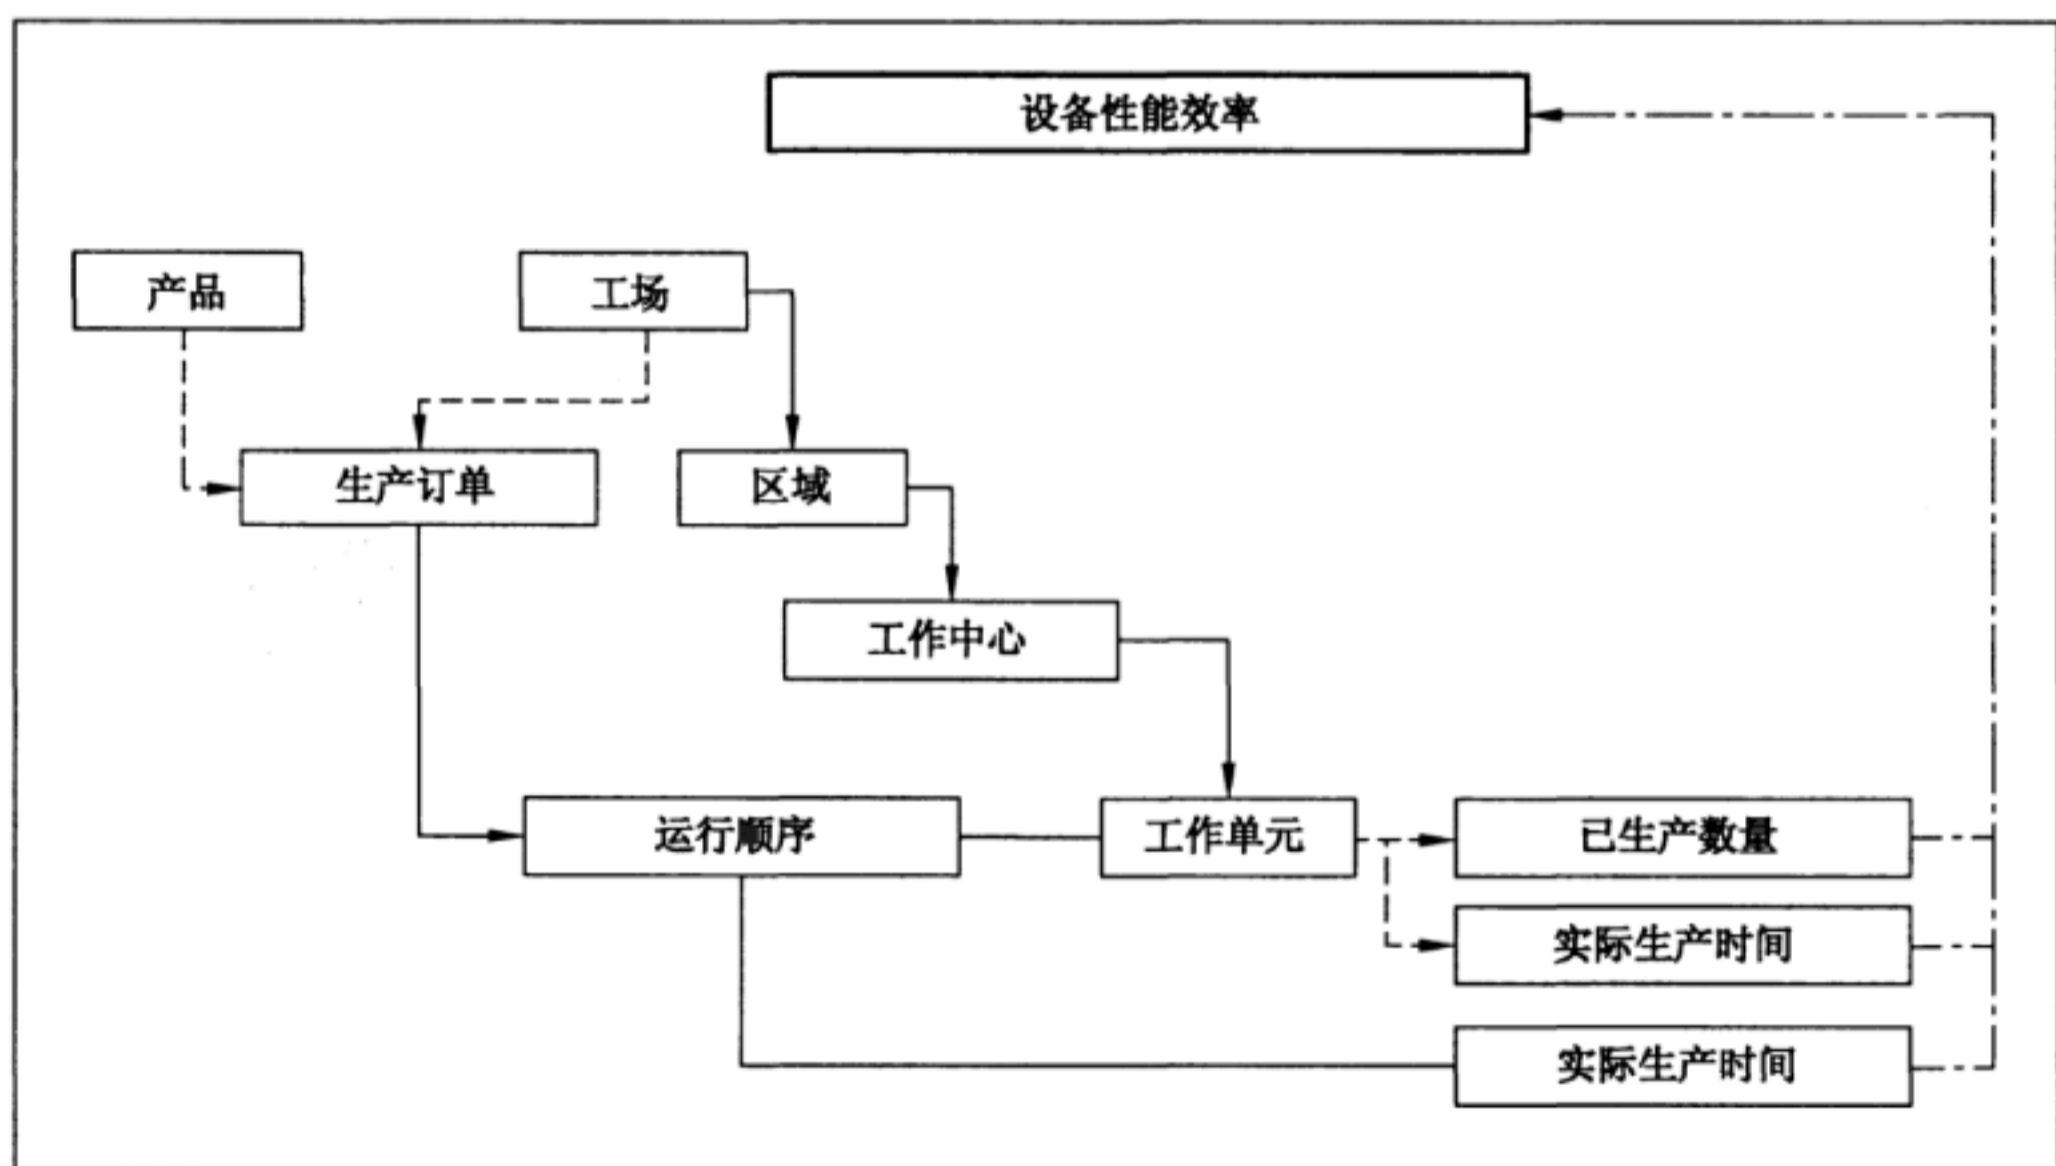 设备性能效率
产品
工场
生产订单
区域
工作中心
运行顺序
工作单元
已生产数量
实际生产时间
实际生产时间